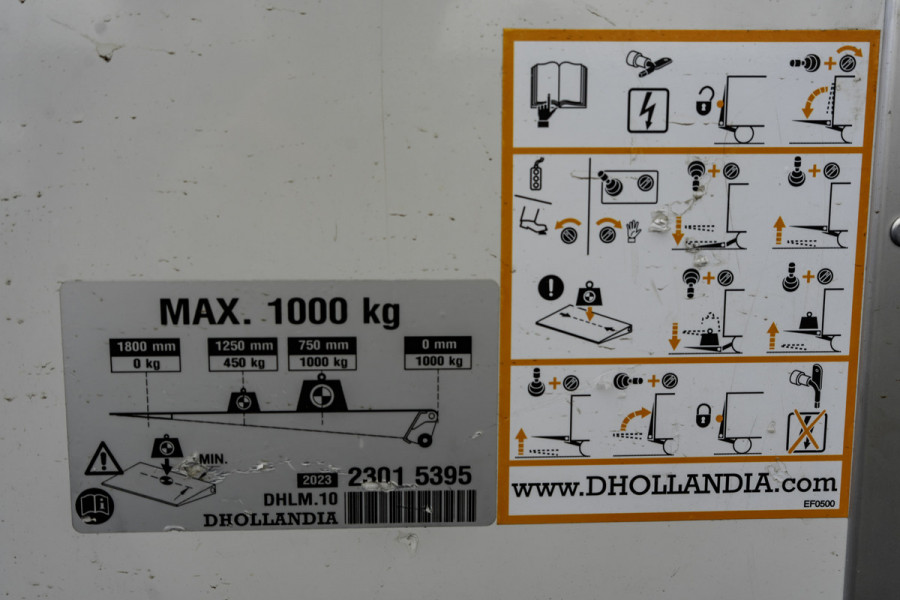 MAX. 1000 kg
1800 mm 1250 mm 750 mm 0 mm
0 kg 450 kg 1000 kg 1000 kg
MIN.
2023 2301 5395
DHLM.10
DHOLLANDIA
www.DHOLLANDIA.com
EF0500